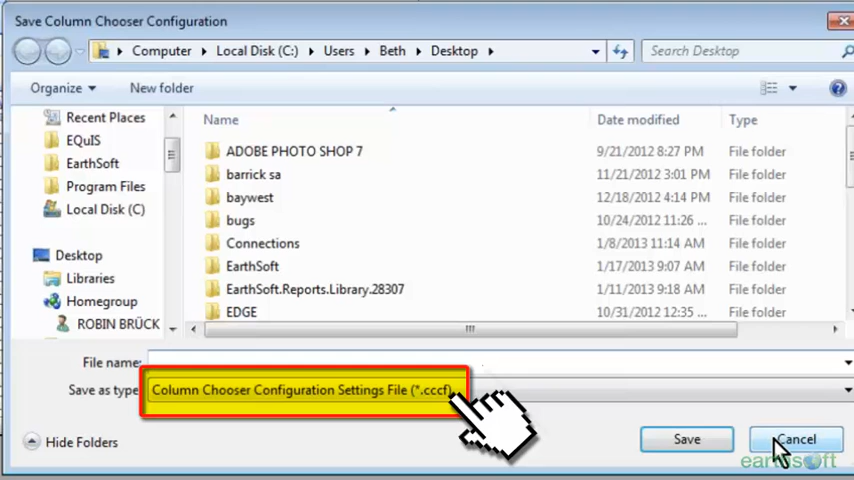 Save Column Chooser Configuration
Computer Local Disk (C:) Users Beth Desktop
Search Desktop
Organize New folder
Recent Places
EQuIS
EarthSoft
Program Files
Local Disk (C:)
Desktop
Libraries
Homegroup
ROBIN BRÜCK
Name Date modified Type
ADOBE PHOTO SHOP 7 9/21/2012 8:27 PM File folder
barrick sa 11/21/2012 3:01 PM File folder
baywest 12/18/2012 4:14 PM File folder
bugs 10/24/2012 11:26 ... File folder
Connections 1/8/2013 11:14 AM File folder
EarthSoft 1/17/2013 9:07 AM File folder
EarthSoft.Reports.Library.28307 1/11/2013 9:18 AM File folder
EDGE 10/31/2012 12:35 ... File folder
File name:
Save as type: Column Chooser Configuration Settings File (*.cccf)
Hide Folders Save Cancel
earthsoft